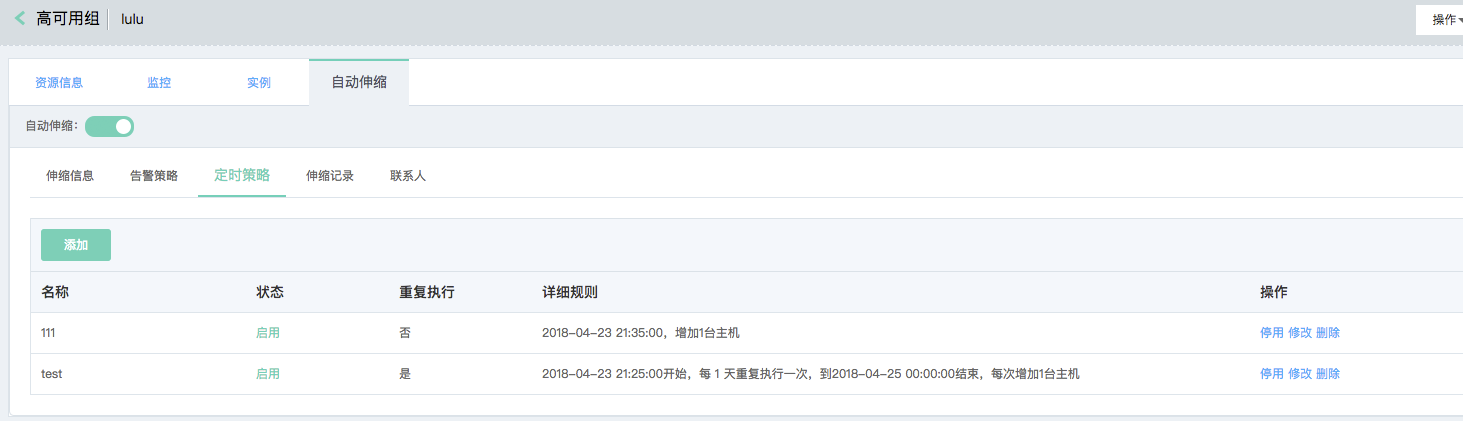 高可用组 lulu 操作
资源信息 监控 实例 自动伸缩
自动伸缩:
伸缩信息 告警策略 定时策略 伸缩记录 联系人
添加
名称 状态 重复执行 详细规则 操作
111 启用 否 2018-04-23 21:35:00，增加1台主机 停用 修改 删除
test 启用 是 2018-04-23 21:25:00开始，每 1 天重复执行一次，到2018-04-25 00:00:00结束，每次增加1台主机 停用 修改 删除